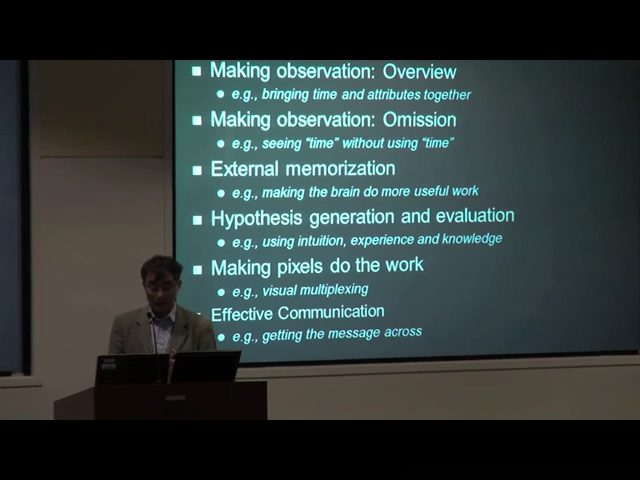 Making observation: Overview
e.g., bringing time and attributes together
Making observation: Omission
e.g., seeing “time” without using “time”
External memorization
e.g., making the brain do more useful work
Hypothesis generation and evaluation
e.g., using intuition, experience and knowledge
Making pixels do the work
e.g., visual multiplexing
Effective Communication
e.g., getting the message across